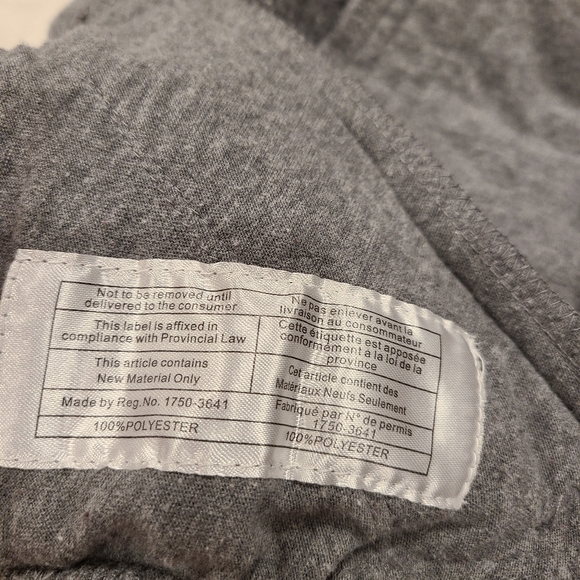 Not to be removed until
delivered to the consumer
Ne pas enlever avant la
livraison au consommateur
This label is affixed in
compliance with Provincial Law
Cette étiquette est apposée
conformément a la loi de la
province
This article contains
New Material Only
Cet article contient des
Matériaux Neufs Seulement
Made by Reg.No. 1750-3641
Fabriqué par N° de permis
1750-3641
100%POLYESTER
100%POLYESTER